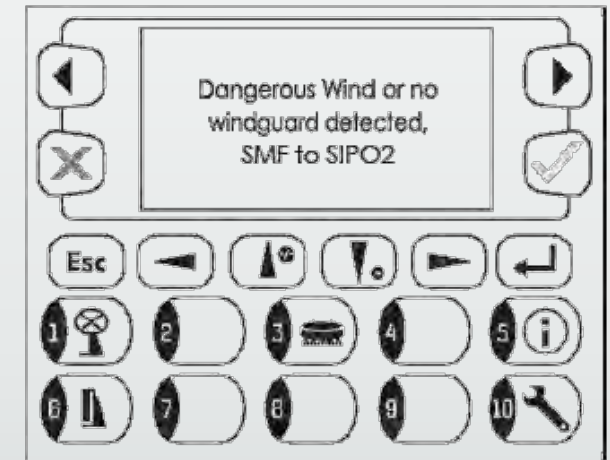 Dangerous Wind or no
windguard detected,
SMF to SIPO2
Esc
1 2 3 4 5 i
6 7 8 9 10